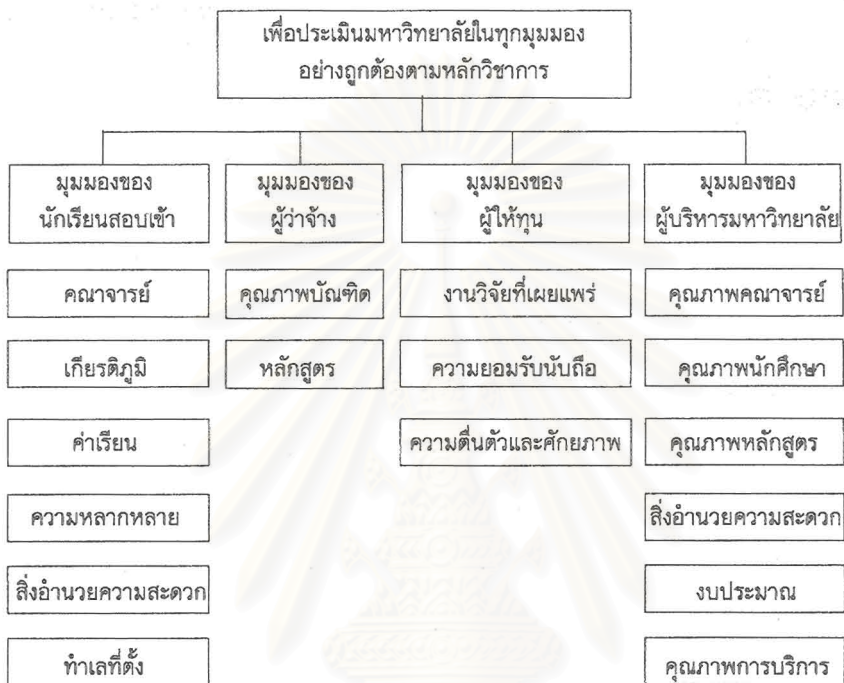 เพื่อประเมินมหาวิทยาลัยในทุกมุมมอง
อย่างถูกต้องตามหลักวิชาการ
มุมมองของ
นักเรียนสอบเข้า
มุมมองของ
ผู้ว่าจ้าง
มุมมองของ
ผู้ให้ทุน
มุมมองของ
ผู้บริหารมหาวิทยาลัย
คณาจารย์
คุณภาพบัณฑิต
งานวิจัยที่เผยแพร่
คุณภาพคณาจารย์
เกียรติภูมิ
หลักสูตร
ความยอมรับนับถือ
คุณภาพนักศึกษา
ค่าเรียน
ความตื่นตัวและศักยภาพ
คุณภาพหลักสูตร
ความหลากหลาย
สิ่งอำนวยความสะดวก
สิ่งอำนวยความสะดวก
งบประมาณ
ทำเลที่ตั้ง
คุณภาพการบริการ